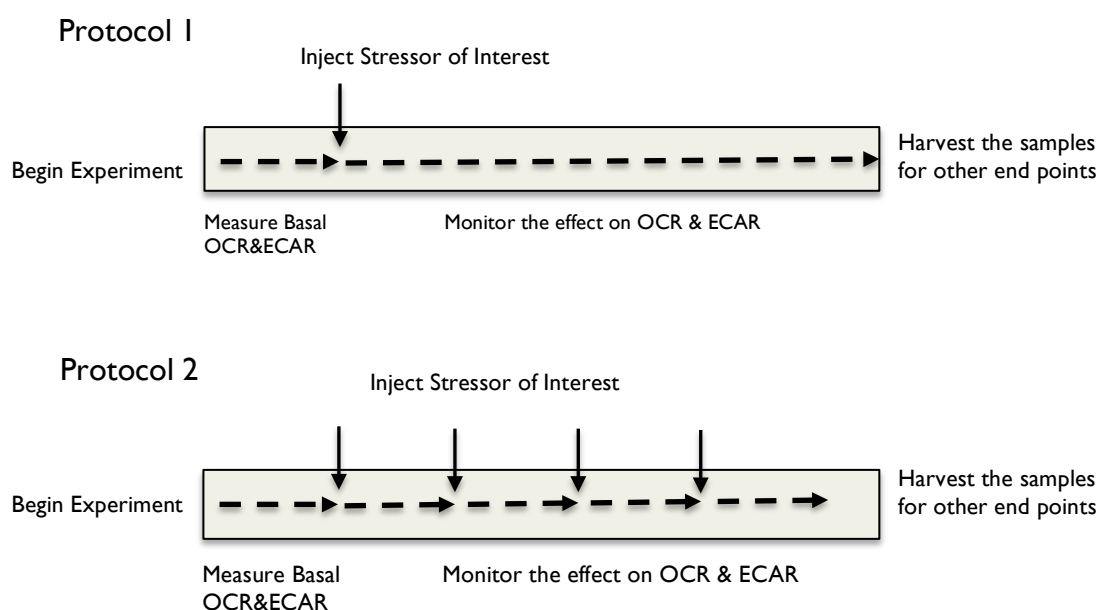 Protocol 1
Inject Stressor of Interest
Begin Experiment
Harvest the samples
for other end points
Measure Basal
OCR&ECAR
Monitor the effect on OCR & ECAR
Protocol 2
Inject Stressor of Interest
Begin Experiment
Harvest the samples
for other end points
Measure Basal
OCR&ECAR
Monitor the effect on OCR & ECAR